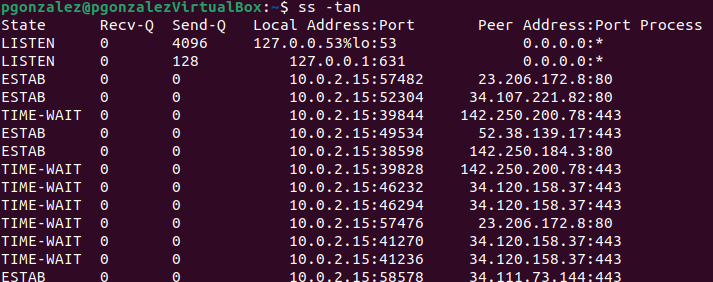 pgonzalez@pgonzalezVirtualBox:~$ ss -tan
State Recv-Q Send-Q Local Address:Port Peer Address:Port Process
LISTEN 0 4096 127.0.0.53%lo:53 0.0.0.0:*
LISTEN 0 128 127.0.0.1:631 0.0.0.0:*
ESTAB 0 0 10.0.2.15:57482 23.206.172.8:80
ESTAB 0 0 10.0.2.15:52304 34.107.221.82:80
TIME-WAIT 0 0 10.0.2.15:39844 142.250.200.78:443
ESTAB 0 0 10.0.2.15:49534 52.38.139.17:443
ESTAB 0 0 10.0.2.15:38598 142.250.184.3:80
TIME-WAIT 0 0 10.0.2.15:39828 142.250.200.78:443
TIME-WAIT 0 0 10.0.2.15:46232 34.120.158.37:443
TIME-WAIT 0 0 10.0.2.15:46294 34.120.158.37:443
TIME-WAIT 0 0 10.0.2.15:57476 23.206.172.8:80
TIME-WAIT 0 0 10.0.2.15:41270 34.120.158.37:443
TIME-WAIT 0 0 10.0.2.15:41236 34.120.158.37:443
ESTAB 0 0 10.0.2.15:58578 34.111.73.144:443